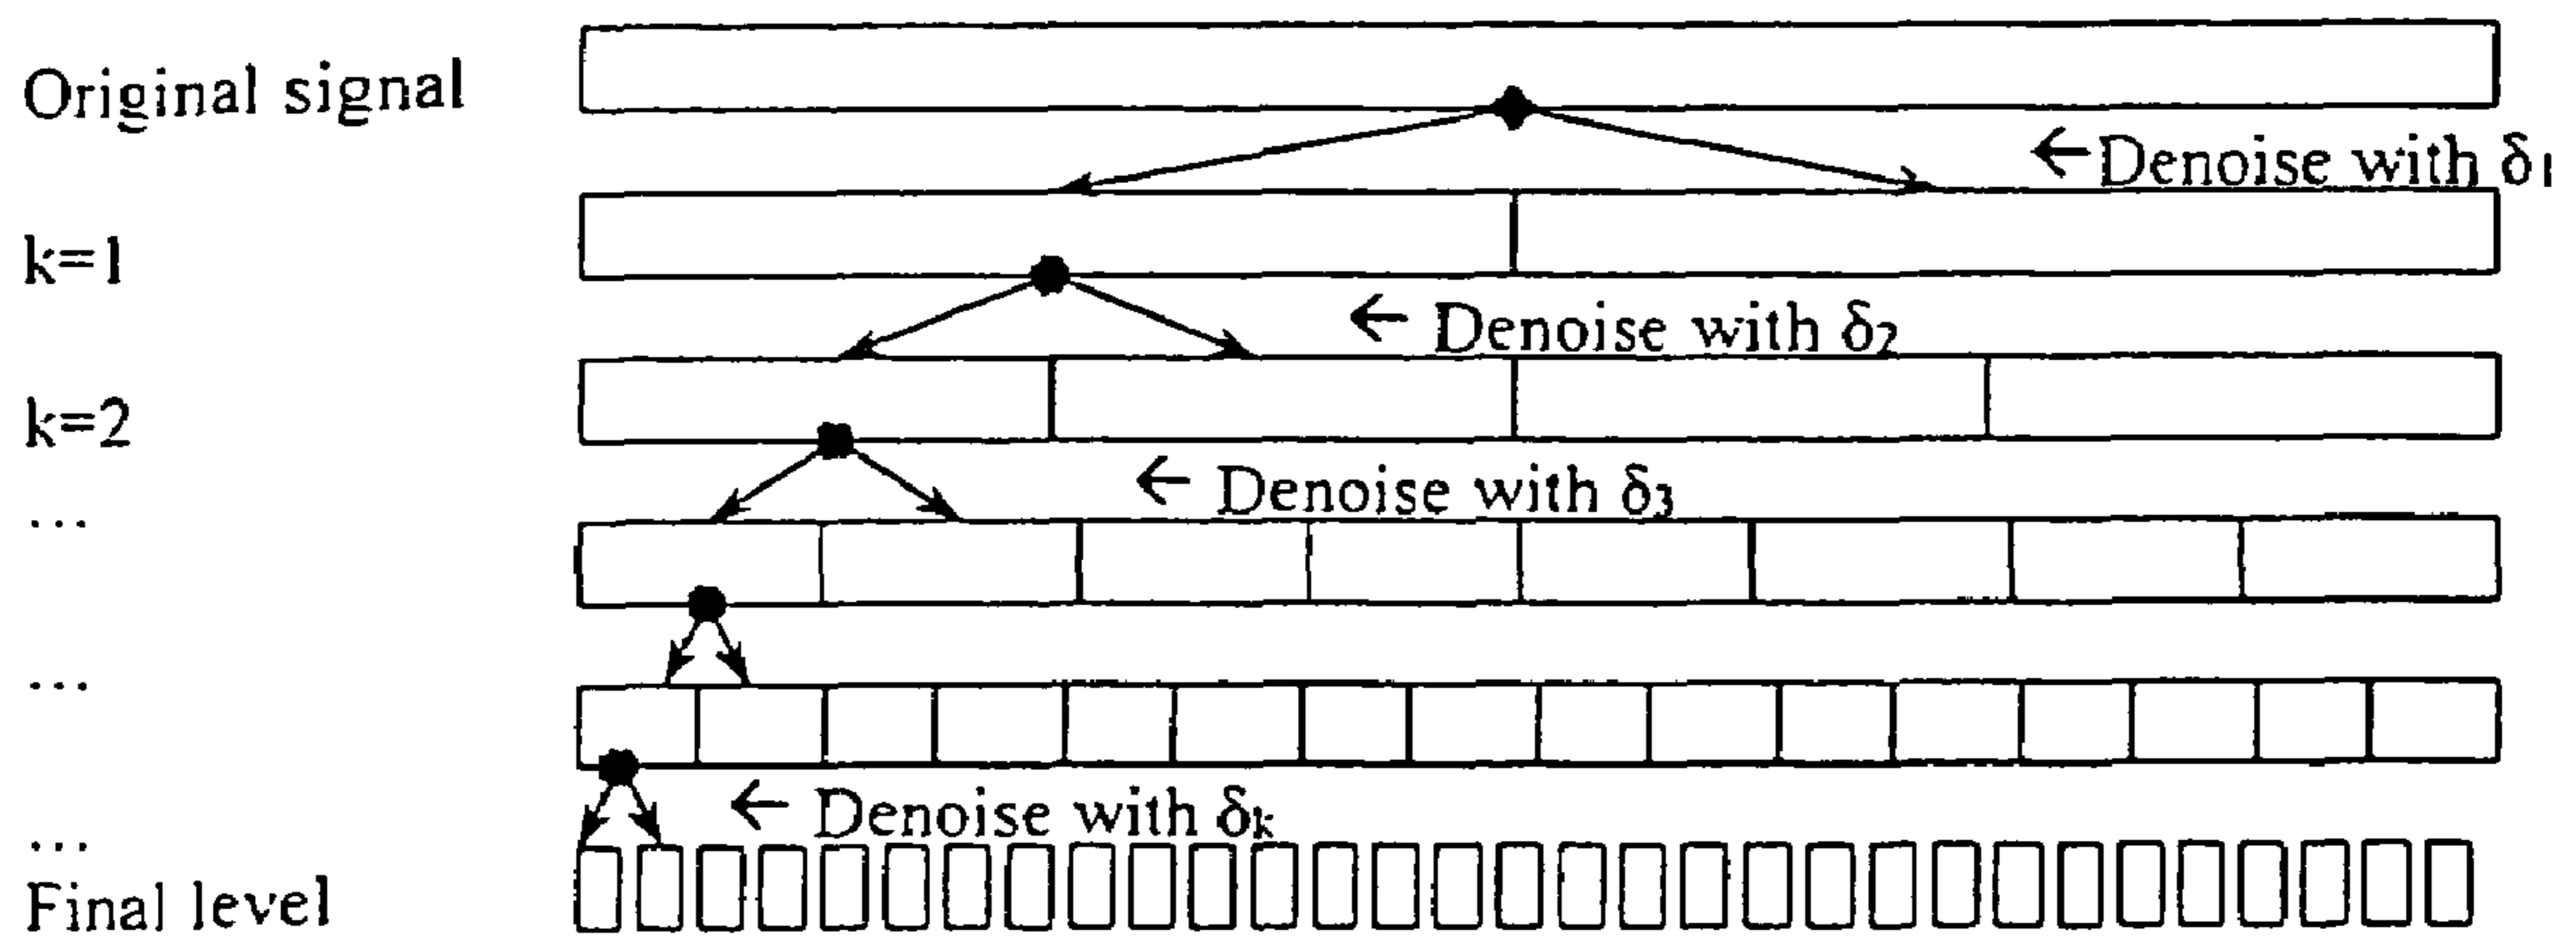 Original signal
←Denoise with δ1
k=1
← Denoise with δ2
k=2
← Denoise with δ3
...
...
← Denoise with δk
...
Final level